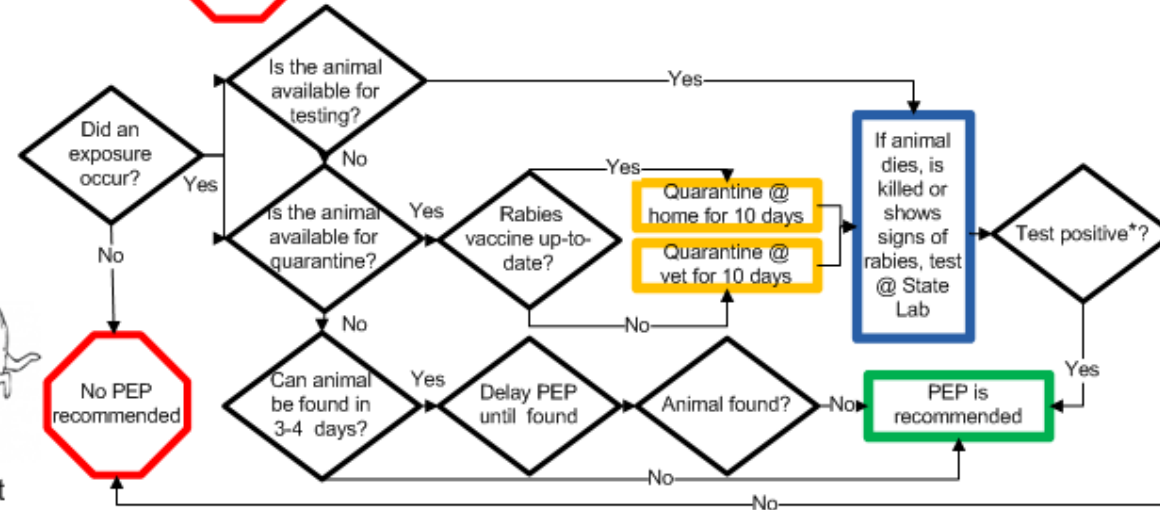 Did an
exposure
occur?
Yes
No
No PEP
recommended
Is the animal
available for
testing?
Yes
No
Is the animal
available for
quarantine?
Yes
No
Rabies
vaccine up-to-
date?
Yes
No
Quarantine @
home for 10 days
Quarantine @
vet for 10 days
If animal
dies, is
killed or
shows
signs of
rabies, test
@ State
Lab
Test positive*?
Yes
Can animal
be found in
3-4 days?
Yes
Delay PEP
until found
Animal found?
No
PEP is
recommended
No
No
t